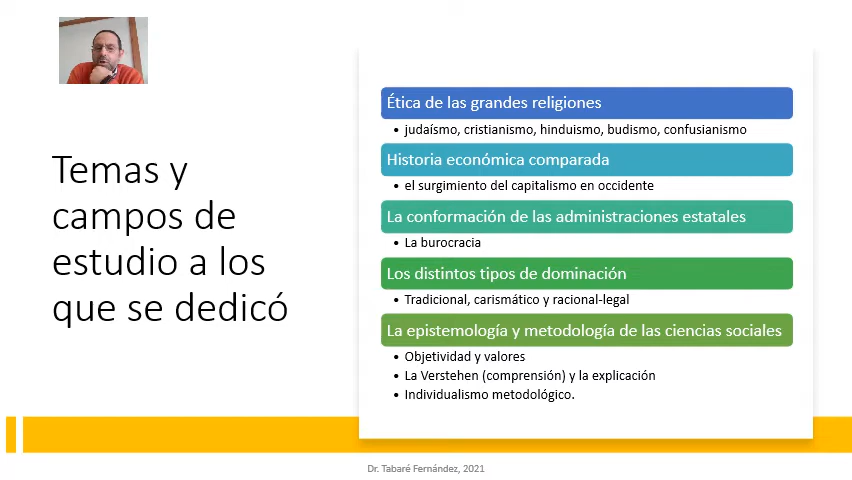 Temas y
campos de
estudio a los
que se dedicó
Ética de las grandes religiones
• judaísmo, cristianismo, hinduismo, budismo, confusianismo
Historia económica comparada
• el surgimiento del capitalismo en occidente
La conformación de las administraciones estatales
• La burocracia
Los distintos tipos de dominación
• Tradicional, carismático y racional-legal
La epistemología y metodología de las ciencias sociales
• Objetividad y valores
• La Verstehen (comprensión) y la explicación
• Individualismo metodológico.
Dr. Tabaré Fernández, 2021